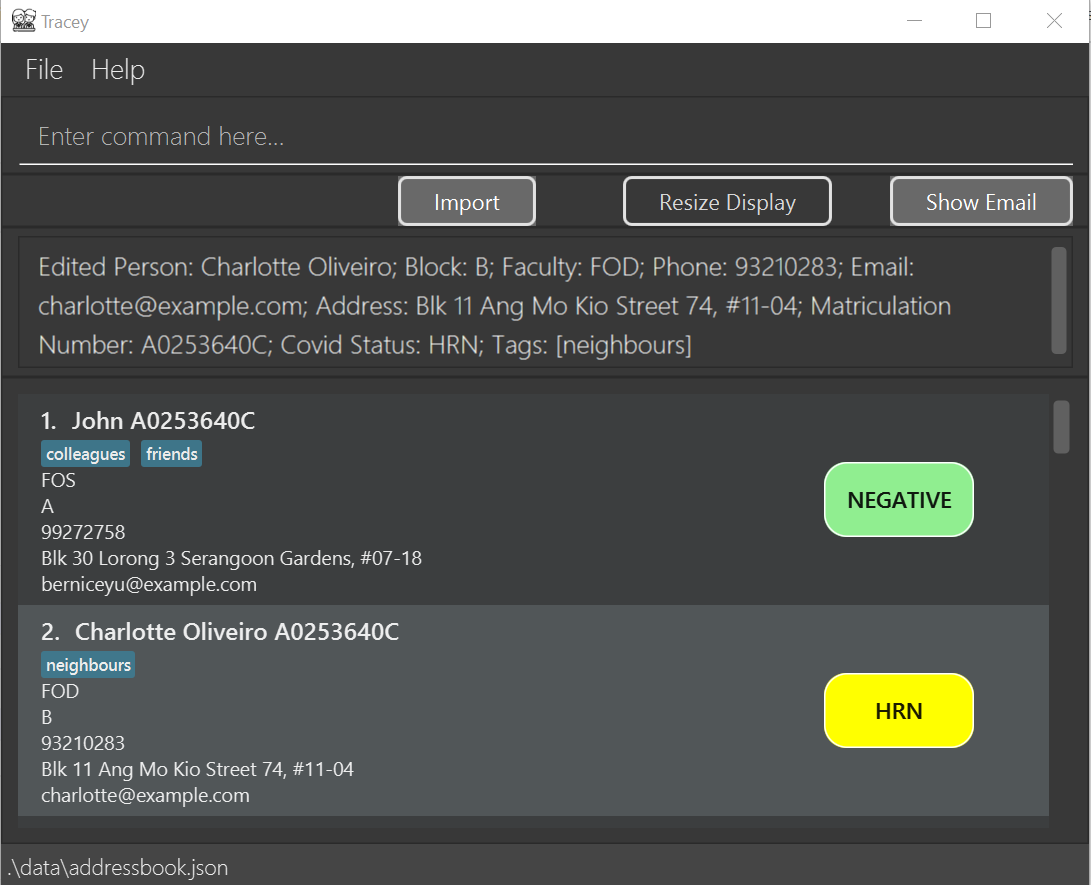 Tracey
File Help
Enter command here...
Import Resize Display Show Email
Edited Person: Charlotte Oliveiro; Block: B; Faculty: FOD; Phone: 93210283; Email:
charlotte@example.com; Address: Blk 11 Ang Mo Kio Street 74, #11-04; Matriculation
Number: A0253640C; Covid Status: HRN; Tags: [neighbours]
1. John A0253640C
colleagues friends
FOS
A
NEGATIVE
99272758
Blk 30 Lorong 3 Serangoon Gardens, #07-18
berniceyu@example.com
2. Charlotte Oliveiro A0253640C
neighbours
FOD
B
HRN
93210283
Blk 11 Ang Mo Kio Street 74, #11-04
charlotte@example.com
.\data\addressbook.json